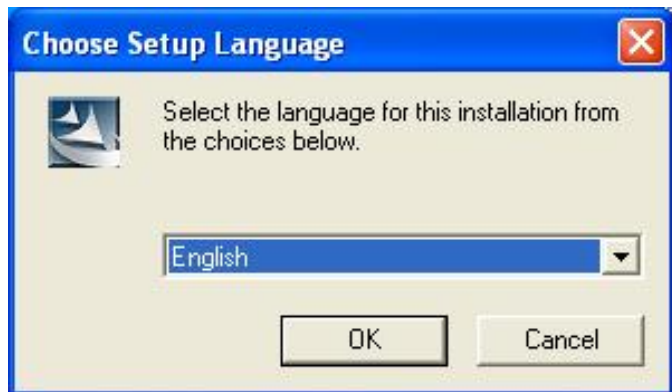 Choose Setup Language
Select the language for this installation from
the choices below.
English
OK
Cancel